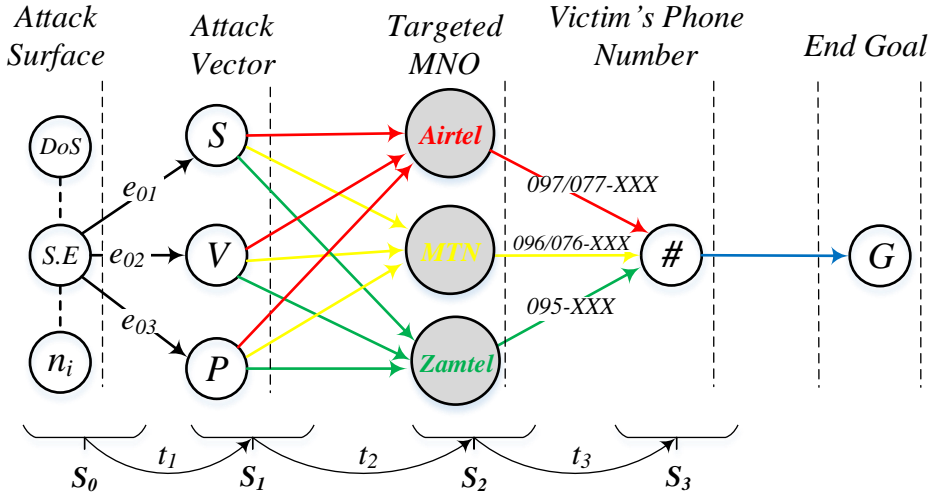 Attack Surface
Attack Vector
Targeted MNO
Victim's Phone Number
End Goal
DoS
S
Airtel
097/077-XXX
e01
S.E
e02
V
MTN
096/076-XXX
#
G
e03
095-XXX
ni
P
Zamtel
t1
t2
t3
S0
S1
S2
S3